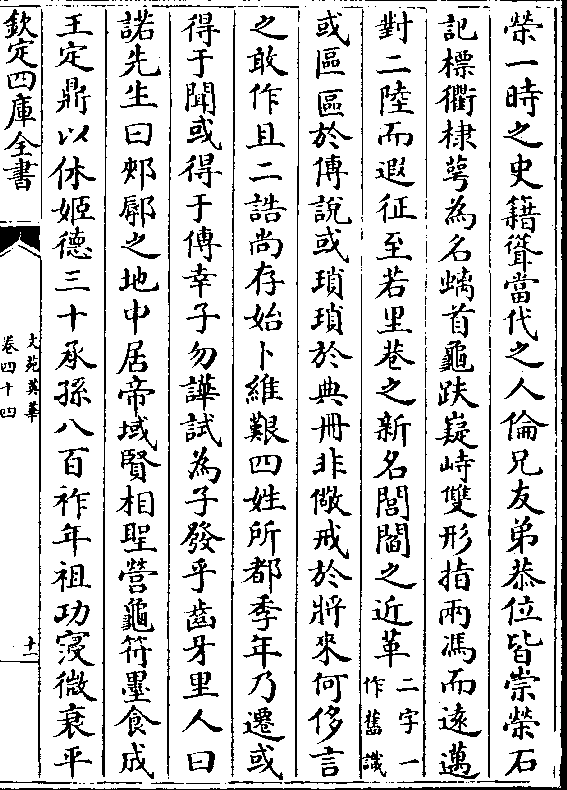 榮一時之史籍聳當代之人倫兄友弟恭位皆崇榮石
記標衢棣萼為名螭首龜趺嶷峙雙形指兩馮而遠邁
對二陸而遐征至若里巷之新名閭閻之近革二字一作舊識
或區區於傅說或瑣瑣於典冊非儆戒於將來何侈言
之敢作且二誥尚存始卜維艱四姓所都季年乃遷或
得于聞或得于傳幸子勿譁試為子發乎齒牙里人曰
諾先生曰郟鄏之地中居帝域賢相聖營龜符墨食成
王定鼎以休姬德三十承孫八百祚年祖功寖微衰平
欽定四庫全書
文苑英華
卷四十四
十一